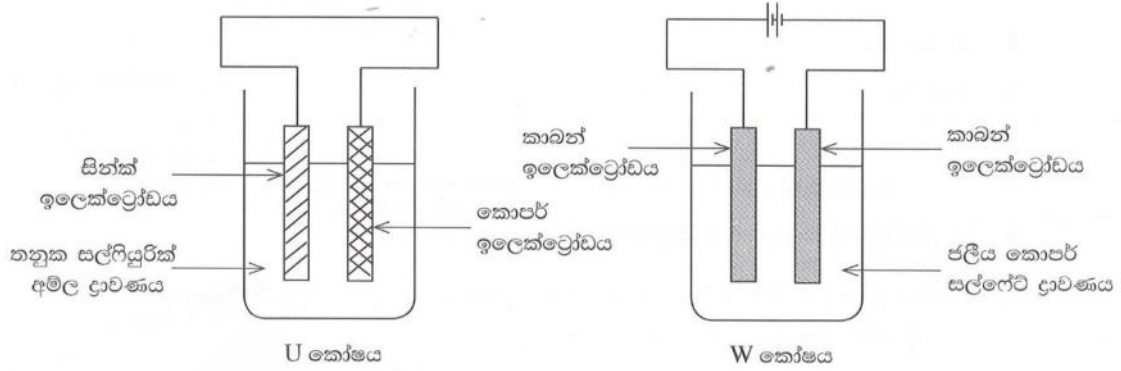 සින්ක්
ඉලෙක්ට්‍රෝඩය
තනුක සල්ෆියුරික්
අම්ල ද්‍රාවණය
කොපර්
ඉලෙක්ට්‍රෝඩය
U කෝෂය
කාබන්
ඉලෙක්ට්‍රෝඩය
කාබන්
ඉලෙක්ට්‍රෝඩය
ජලීය කොපර්
සල්ෆේට් ද්‍රාවණය
W කෝෂය